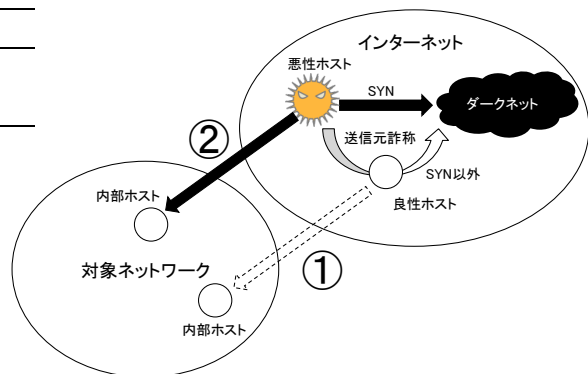 インターネット
悪性ホスト
SYN
ダークネット
送信元詐称
②
SYN以外
内部ホスト
良性ホスト
対象ネットワーク
①
内部ホスト